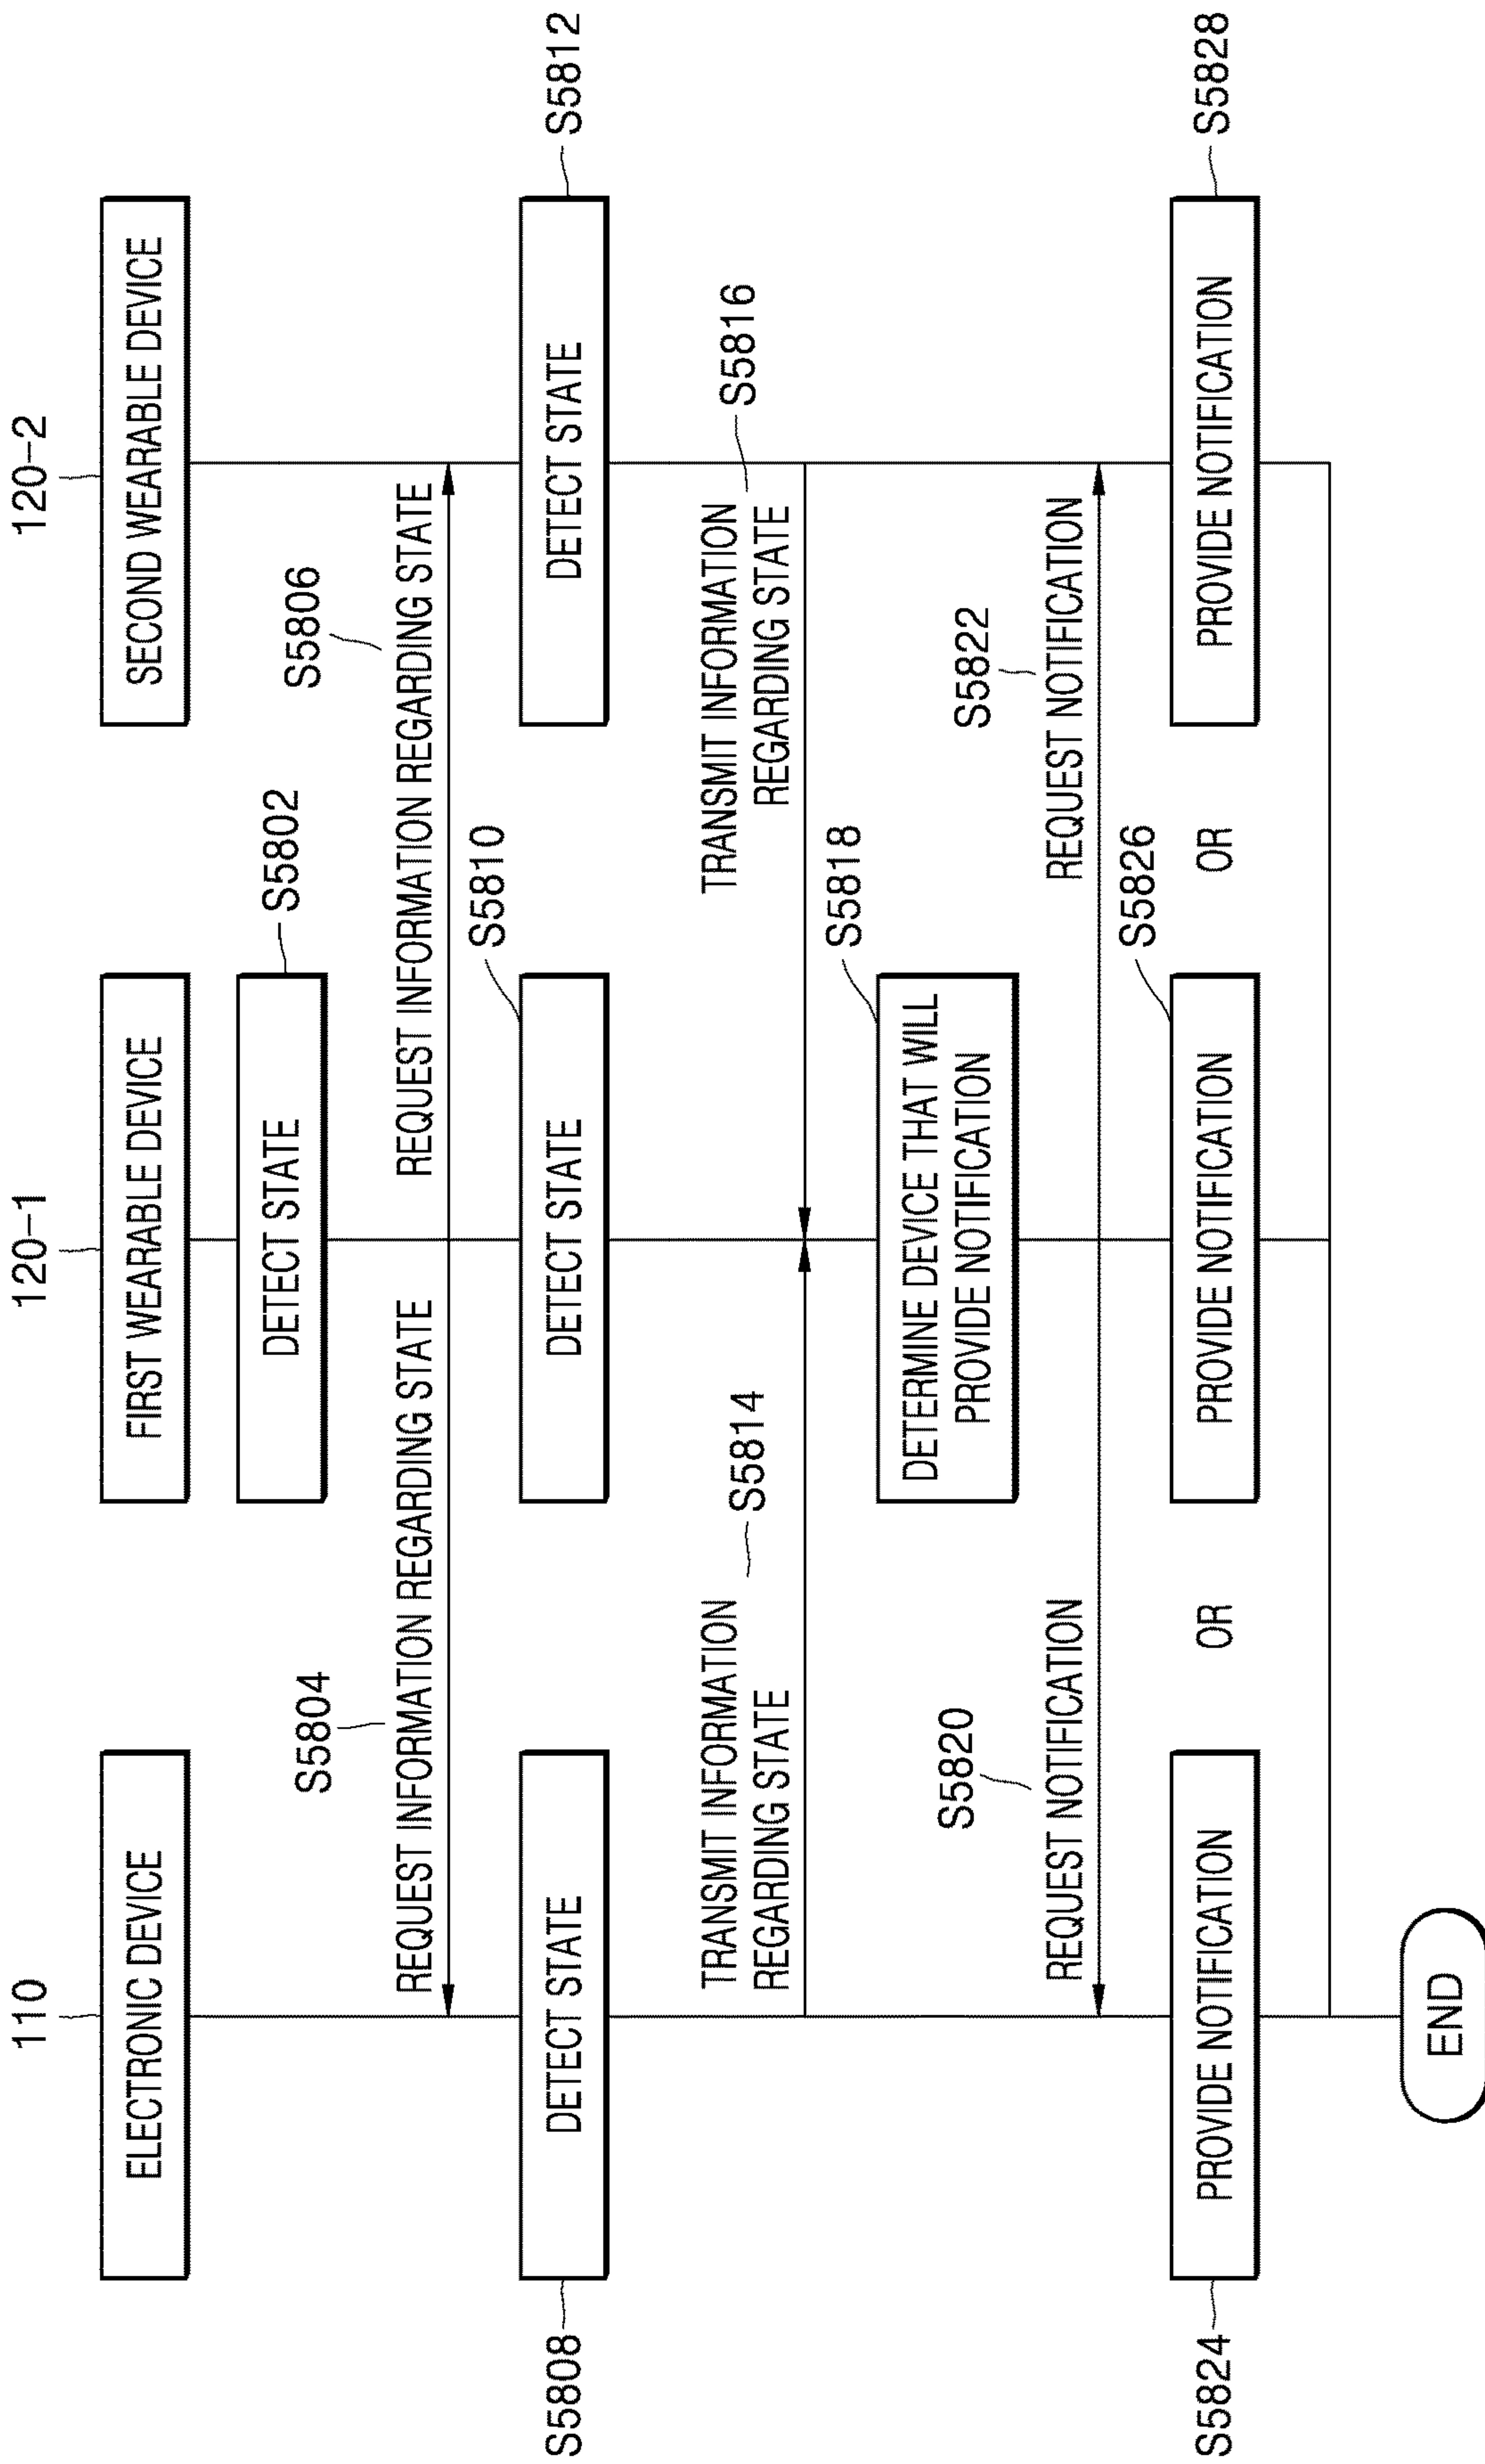 110
120-1
120-2
ELECTRONIC DEVICE
FIRST WEARABLE DEVICE
SECOND WEARABLE DEVICE
DETECT STATE
S5802
S5804
S5806
REQUEST INFORMATION REGARDING STATE
REQUEST INFORMATION REGARDING STATE
S5810
S5808
DETECT STATE
DETECT STATE
DETECT STATE
S5812
TRANSMIT INFORMATION
REGARDING STATE
S5814
TRANSMIT INFORMATION
REGARDING STATE
S5816
S5818
DETERMINE DEVICE THAT WILL
PROVIDE NOTIFICATION
S5820
S5822
REQUEST NOTIFICATION
REQUEST NOTIFICATION
S5826
S5824
PROVIDE NOTIFICATION
OR
PROVIDE NOTIFICATION
OR
PROVIDE NOTIFICATION
S5828
END